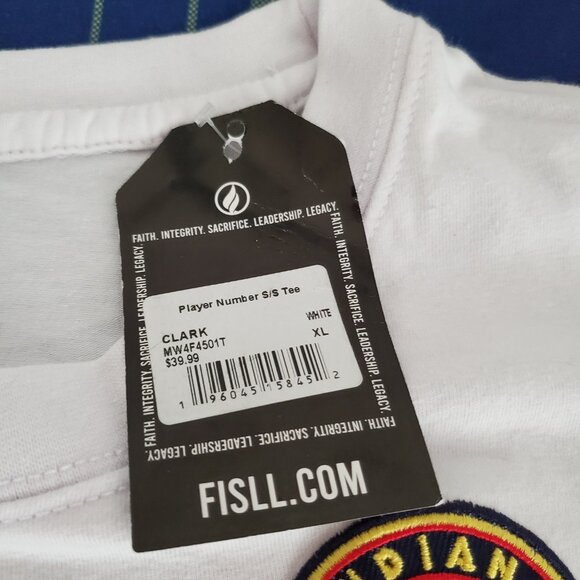 FAITH. INTEGRITY. SACRIFICE. LEADERSHIP. LEGACY.
FAITH. INTEGRITY. SACRIFICE. LEADERSHIP. LEGACY.
FAITH. INTEGRITY. SACRIFICE. LEADERSHIP. LEGACY.
Player Number S/S Tee
CLARK WHITE
MW4F4501T XL
$39.99
1 96045 15845 2
FAITH. INTEGRITY. SACRIFICE. LEADERSHIP. LEGACY.
FISLL.COM
NDIAN